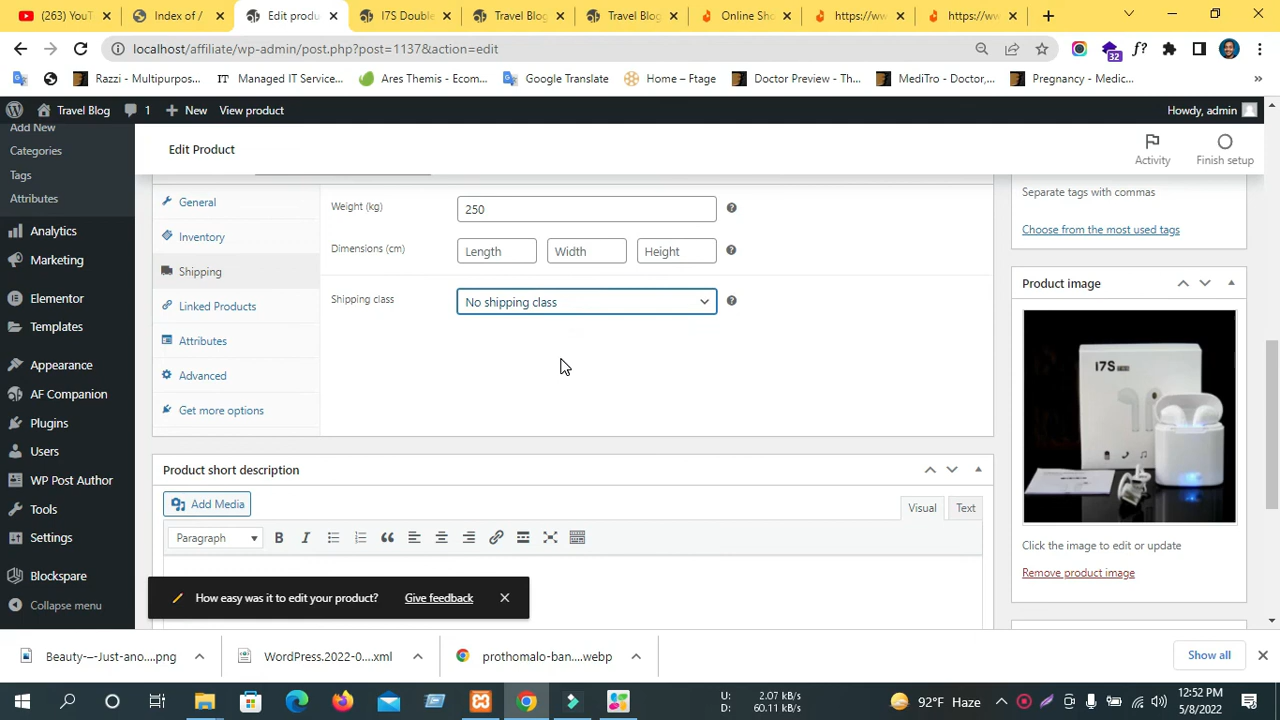 (263) YouT
Index of /
Edit produ
I7S Double
Travel Blog
Travel Blog
Online Sho
https://ww
https://ww
localhost/affiliate/wp-admin/post.php?post=1137&action=edit
32
f?
Razzi - Multipurpos...
IT Managed IT Service...
Ares Themis - Ecom...
Google Translate
Home – Ftage
Doctor Preview - Th...
MediTro - Doctor,...
Pregnancy - Medic...
»
Travel Blog
1
New
View product
Howdy, admin
Add New
Categories
Tags
Attributes
Analytics
Marketing
Elementor
Templates
Appearance
AF Companion
Plugins
Users
WP Post Author
Tools
Settings
Blockspare
Collapse menu
Edit Product
Activity
Finish setup
General
Inventory
Shipping
Linked Products
Attributes
Advanced
Get more options
Weight (kg)
250
Dimensions (cm)
Length
Width
Height
Shipping class
No shipping class
Product short description
Add Media
Visual
Text
Paragraph
B
I
How easy was it to edit your product?
Give feedback
Separate tags with commas
Choose from the most used tags
Product image
I7S
Click the image to edit or update
Remove product image
Beauty-–-Just-ano....png
WordPress.2022-0....xml
prothomalo-ban....webp
Show all
U: 2.07 kB/s
D: 60.11 kB/s
92°F Haze
12:52 PM
5/8/2022